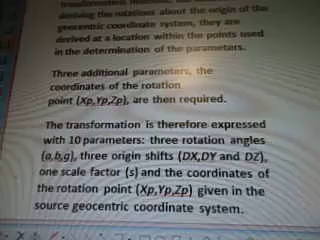 deriving the rotations about the origin of the
geocentric coordinate system, they are
derived at a location within the points used
in the determination of the parameters.
Three additional parameters, the
coordinates of the rotation
point (Xp,Yp,Zp), are then required.
The transformation is therefore expressed
with 10 parameters: three rotation angles
(a,b,g), three origin shifts (DX,DY and DZ),
one scale factor (s) and the coordinates of
the rotation point (Xp,Yp,Zp) given in the
source geocentric coordinate system.